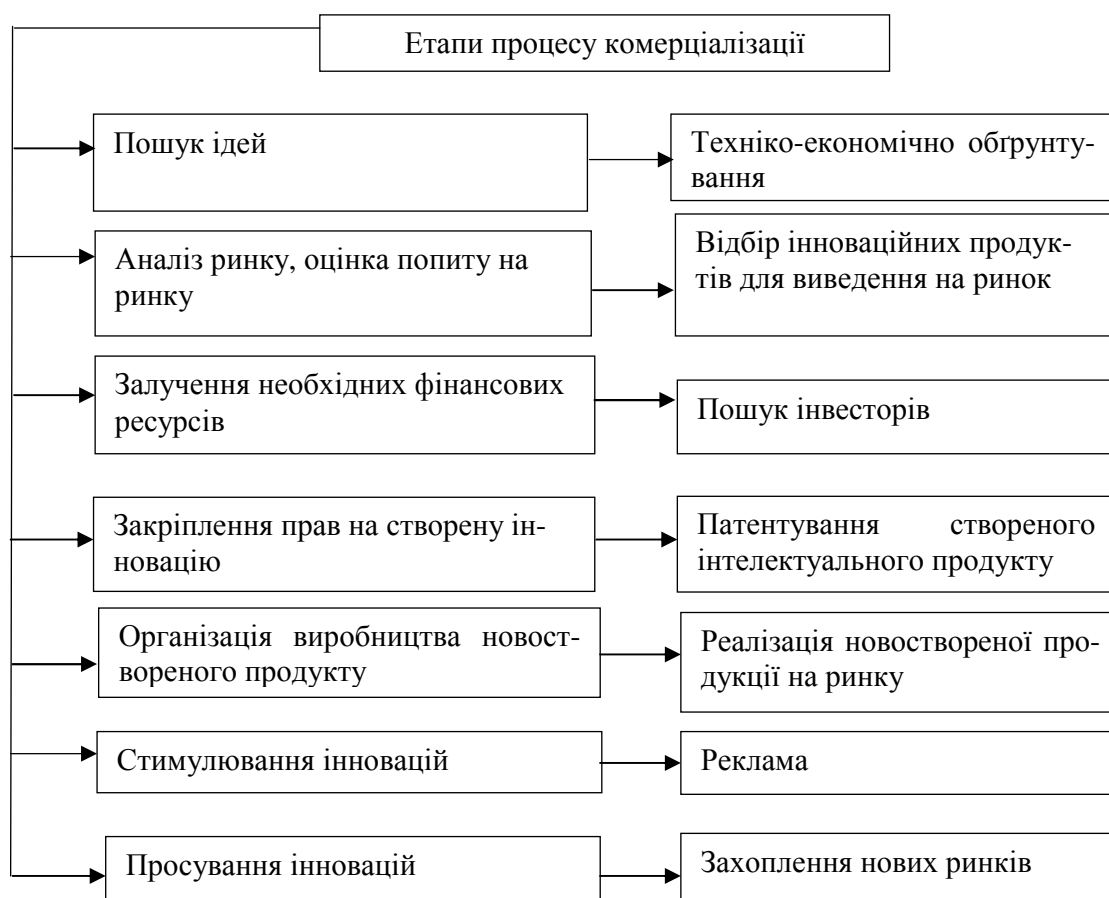 Етапи процесу комерціалізації
Пошук ідей
Техніко-економічно обґрунту-
вання
Аналіз ринку, оцінка попиту на
ринку
Відбір інноваційних продук-
тів для виведення на ринок
Залучення необхідних фінансових
ресурсів
Пошук інвесторів
Закріплення прав на створену ін-
новацію
Патентування створеного
інтелектуального продукту
Організація виробництва новост-
вореного продукту
Реалізація новоствореної про-
дукції на ринку
Стимулювання інновацій
Реклама
Просування інновацій
Захоплення нових ринків